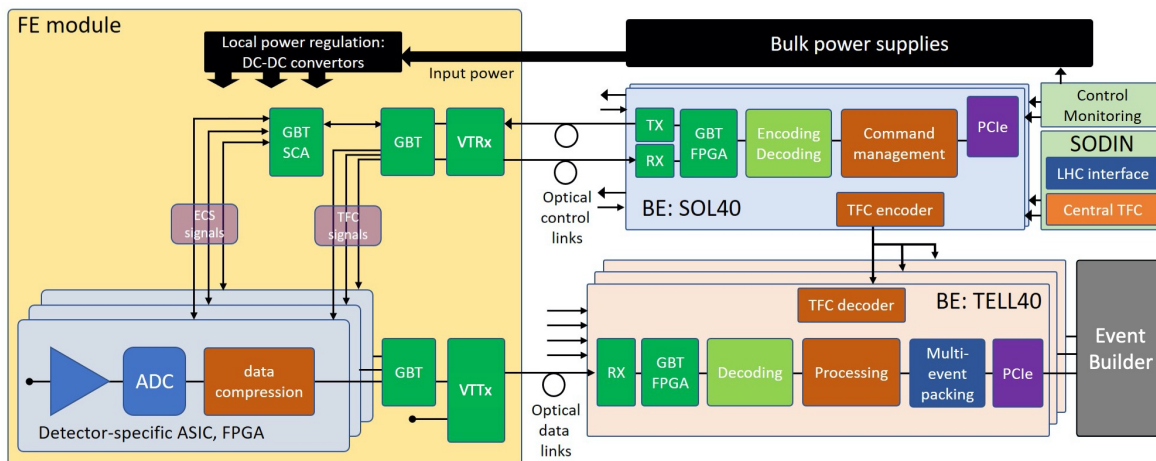 FE module
Local power regulation:
DC-DC convertors
Input power
Bulk power supplies
GBT
SCA
GBT
VTRx
TX
RX
GBT
FPGA
Encoding
Decoding
Command
management
PCIe
Control
Monitoring
SODIN
LHC interface
Central TFC
Optical
control
links
BE: SOL40
TFC encoder
ECS
signals
TFC
signals
TFC decoder
BE: TELL40
ADC
data
compression
GBT
VTTx
Detector-specific ASIC, FPGA
Optical
data
links
RX
GBT
FPGA
Decoding
Processing
Multi-
event
packing
PCIe
Event
Builder